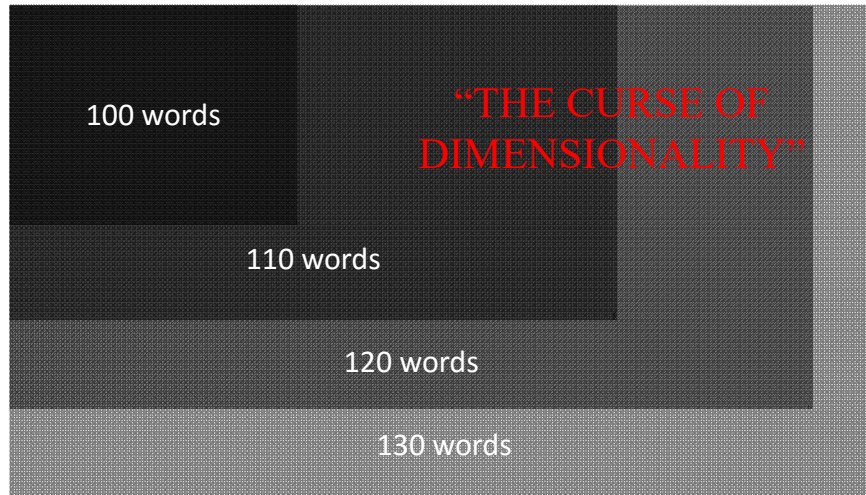 “THE CURSE OF
DIMENSIONALITY”
100 words
110 words
120 words
130 words